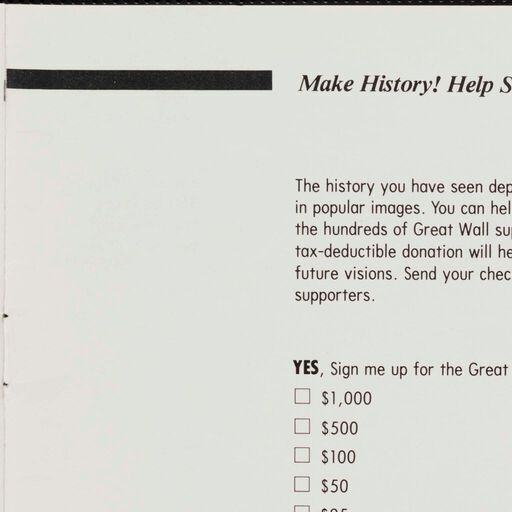 Make History! Help S
The history you have seen dep
in popular images. You can hel
the hundreds of Great Wall su
tax-deductible donation will he
future visions. Send your chec
supporters.
YES, Sign me up for the Great
☐ $1,000
☐ $500
☐ $100
☐ $50
☐ $25